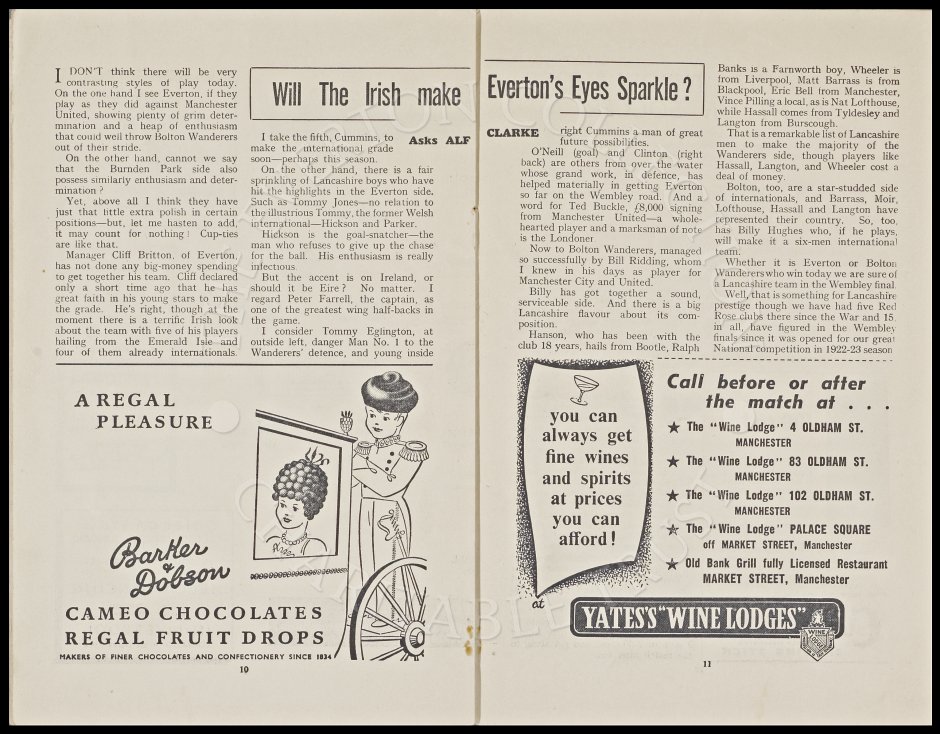 I DON'T think there will be very
contrasting styles of play today.
On the one hand I see Everton, if they
play as they did against Manchester
United, showing plenty of grim deter-
mination and a heap of enthusiasm
that could well throw Bolton Wanderers
out of their stride.
On the other hand, cannot we say
that the Burnden Park side also
possess similarly enthusiasm and deter-
mination ?
Yet, above all I think they have
just that little extra polish in certain
positions—but, let me hasten to add,
it may count for nothing ! Cup-ties
are like that.
Manager Cliff Britton, of Everton,
has not done any big-money spending
to get together his team. Cliff declared
only a short time ago that he has
great faith in his young stars to make
the grade. He's right, though at the
moment there is a terrific Irish look
about the team with five of his players
hailing from the Emerald Isle and
four of them already internationals.
Will The Irish make Everton's Eyes Sparkle ?
Asks ALF CLARKE
I take the fifth, Cummins, to
make the international grade
soon—perhaps this season.
On the other hand, there is a fair
sprinkling of Lancashire boys who have
hit the highlights in the Everton side.
Such as Tommy Jones—no relation to
the illustrious Tommy, the former Welsh
international—Hickson and Parker.
Hickson is the goal-snatcher—the
man who refuses to give up the chase
for the ball. His enthusiasm is really
infectious.
But the accent is on Ireland, or
should it be Eire ? No matter. I
regard Peter Farrell, the captain, as
one of the greatest wing half-backs in
the game.
I consider Tommy Eglington, at
outside left, danger Man No. 1 to the
Wanderers' defence, and young inside
right Cummins a man of great
future possibilities.
O'Neill (goal) and Clinton (right
back) are others from over the water
whose grand work, in defence, has
helped materially in getting Everton
so far on the Wembley road. And a
word for Ted Buckle, £8,000 signing
from Manchester United—a whole-
hearted player and a marksman of note
is the Londoner.
Now to Bolton Wanderers, managed
so successfully by Bill Ridding, whom
I knew in his days as player for
Manchester City and United.
Billy has got together a sound,
serviceable side. And there is a big
Lancashire flavour about its com-
position.
Hanson, who has been with the
club 18 years, hails from Bootle, Ralph
Banks is a Farnworth boy, Wheeler is
from Liverpool, Matt Barrass is from
Blackpool, Eric Bell from Manchester,
Vince Pilling a local, as is Nat Lofthouse,
while Hassall comes from Tyldesley and
Langton from Burscough.
That is a remarkable list of Lancashire
men to make the majority of the
Wanderers side, though players like
Hassall, Langton, and Wheeler cost a
deal of money.
Bolton, too, are a star-studded side
of internationals, and Barrass, Moir,
Lofthouse, Hassall and Langton have
represented their country. So, too,
has Billy Hughes who, if he plays,
will make it a six-men international
team.
Whether it is Everton or Bolton
Wanderers who win today we are sure of
a Lancashire team in the Wembley final.
Well, that is something for Lancashire
prestige though we have had five Red
Rose clubs there since the War and 15
in all, have figured in the Wembley
finals since it was opened for our great
National competition in 1922-23 season
A REGAL
PLEASURE
Barker
&
Dobson
CAMEO CHOCOLATES
REGAL FRUIT DROPS
MAKERS OF FINER CHOCOLATES AND CONFECTIONERY SINCE 1834
10
you can
always get
fine wines
and spirits
at prices
you can
afford !
at
Call before or after
the match at . . .
★ The "Wine Lodge" 4 OLDHAM ST.
MANCHESTER
★ The "Wine Lodge" 83 OLDHAM ST.
MANCHESTER
★ The "Wine Lodge" 102 OLDHAM ST.
MANCHESTER
★ The "Wine Lodge" PALACE SQUARE
off MARKET STREET, Manchester
★ Old Bank Grill fully Licensed Restaurant
MARKET STREET, Manchester
YATES'S "WINE LODGES"
WINE
11